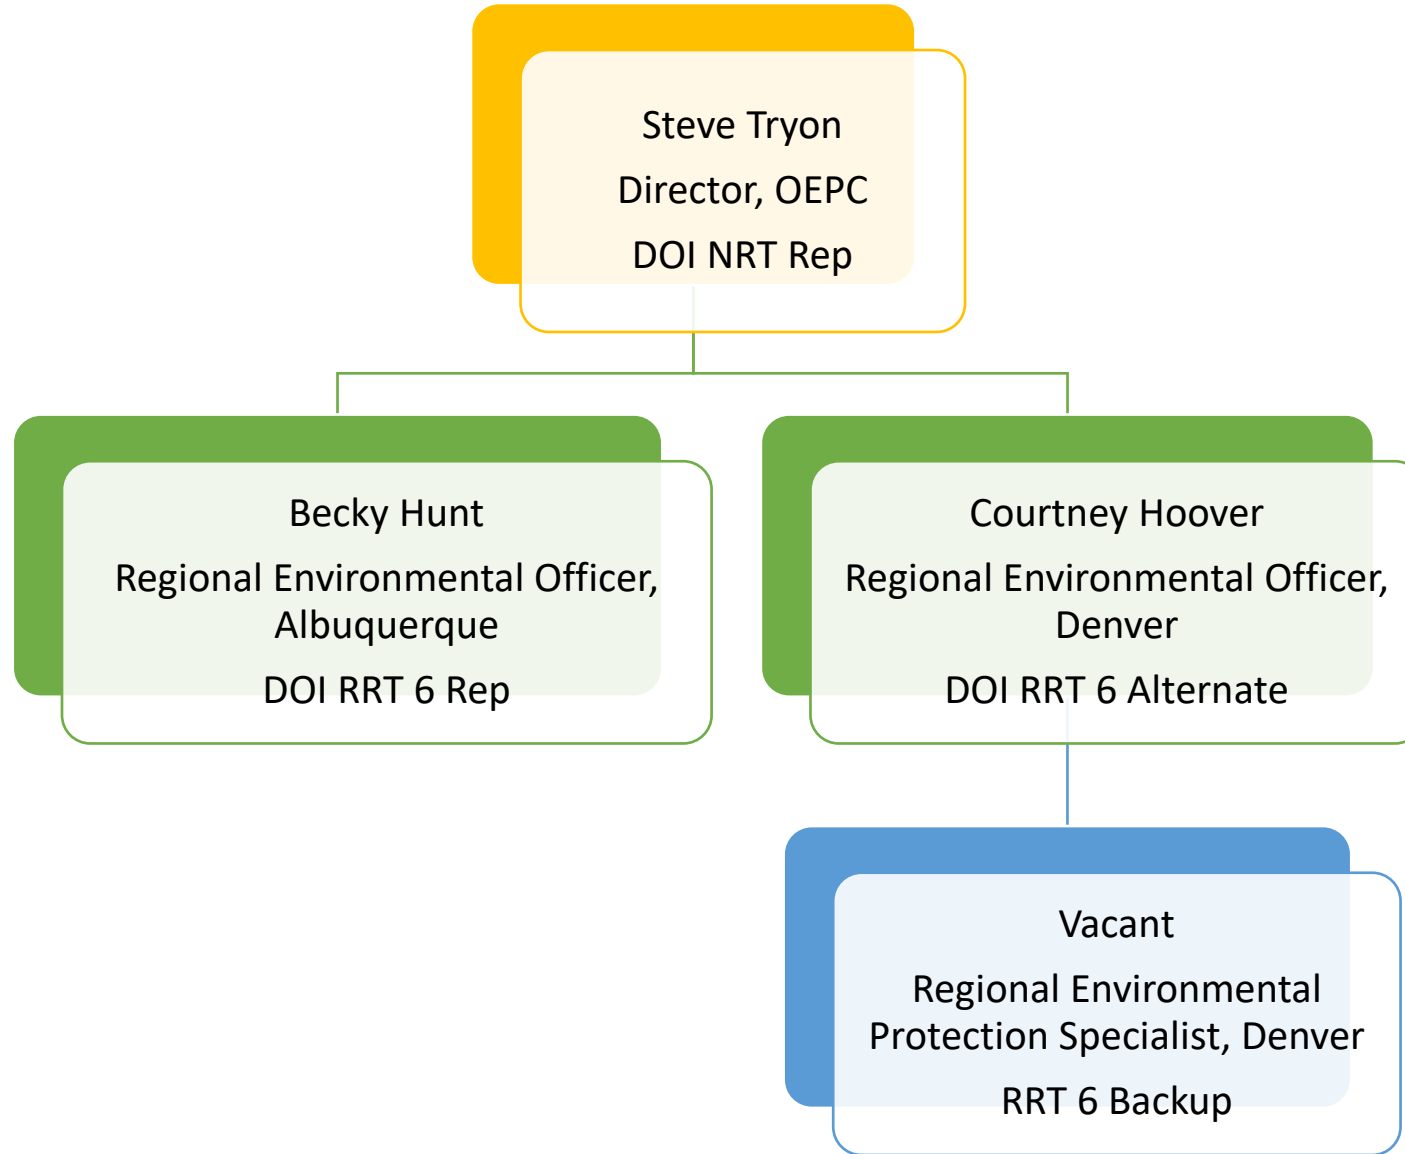 Steve Tryon
Director, OEPC
DOI NRT Rep
Becky Hunt
Regional Environmental Officer,
Albuquerque
DOI RRT 6 Rep
Courtney Hoover
Regional Environmental Officer,
Denver
DOI RRT 6 Alternate
Vacant
Regional Environmental
Protection Specialist, Denver
RRT 6 Backup